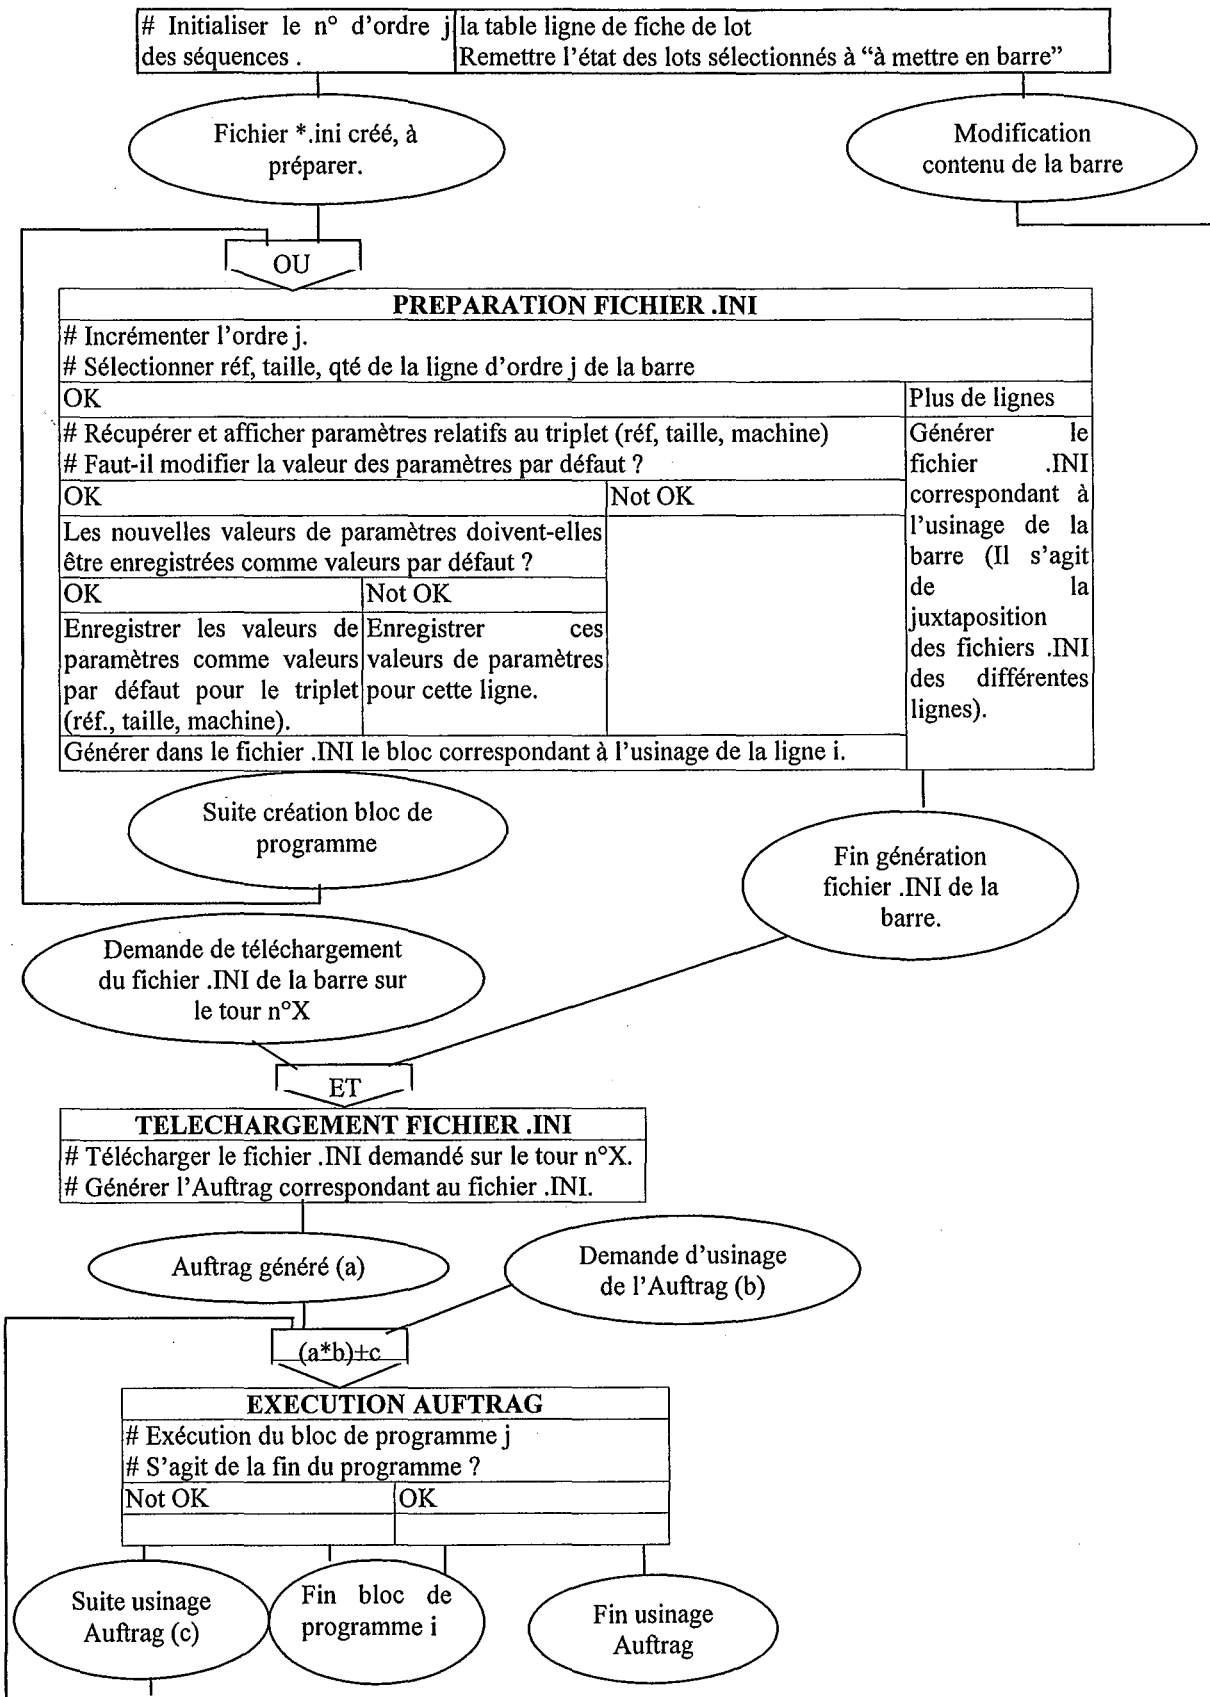 # Initialiser le n° d'ordre j
des séquences .
la table ligne de fiche de lot
Remettre l'état des lots sélectionnés à “à mettre en barre”
Fichier *.ini créé, à
préparer.
Modification
contenu de la barre
OU
PREPARATION FICHIER .INI
# Incrémenter l'ordre j.
# Sélectionner réf, taille, qté de la ligne d'ordre j de la barre
OK
Plus de lignes
# Récupérer et afficher paramètres relatifs au triplet (réf, taille, machine)
# Faut-il modifier la valeur des paramètres par défaut ?
OK
Not OK
Les nouvelles valeurs de paramètres doivent-elles
être enregistrées comme valeurs par défaut ?
OK
Not OK
Enregistrer les valeurs de
paramètres comme valeurs
par défaut pour le triplet
(réf., taille, machine).
Enregistrer ces
valeurs de paramètres
pour cette ligne.
Générer le
fichier .INI
correspondant à
l'usinage de la
barre (Il s'agit
de la
juxtaposition
des fichiers .INI
des différentes
lignes).
Générer dans le fichier .INI le bloc correspondant à l'usinage de la ligne i.
Suite création bloc de
programme
Fin génération
fichier .INI de la
barre.
Demande de téléchargement
du fichier .INI de la barre sur
le tour n°X
ET
TELECHARGEMENT FICHIER .INI
# Télécharger le fichier .INI demandé sur le tour n°X.
# Générer l'Auftrag correspondant au fichier .INI.
Auftrag généré (a)
Demande d'usinage
de l'Auftrag (b)
(a*b)+c
EXECUTION AUFTRAG
# Exécution du bloc de programme j
# S'agit de la fin du programme ?
Not OK
OK
Suite usinage
Auftrag (c)
Fin bloc de
programme i
Fin usinage
Auftrag